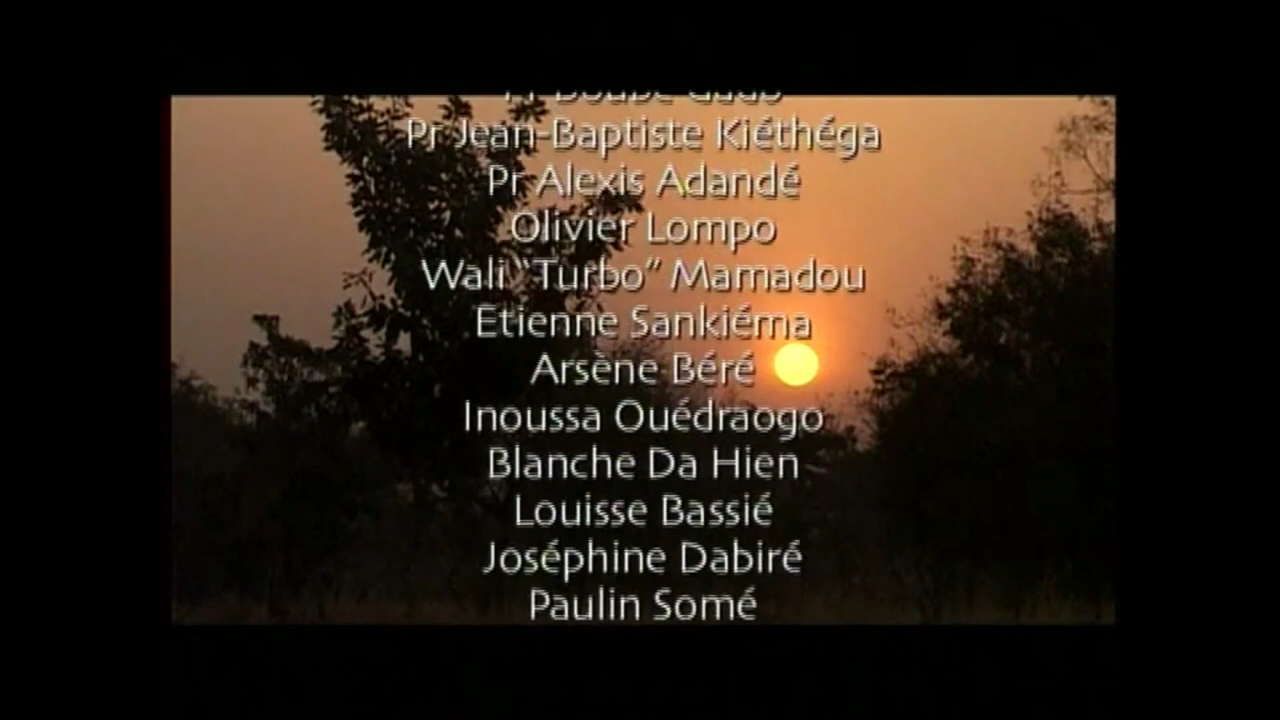 Pr Jean-Baptiste Kiéthéga
Pr Alexis Adandé
Olivier Lompo
Wali “Turbo” Mamadou
Etienne Sankiéma
Arsène Béré
Inoussa Ouédraogo
Blanche Da Hien
Louisse Bassié
Joséphine Dabiré
Paulin Somé